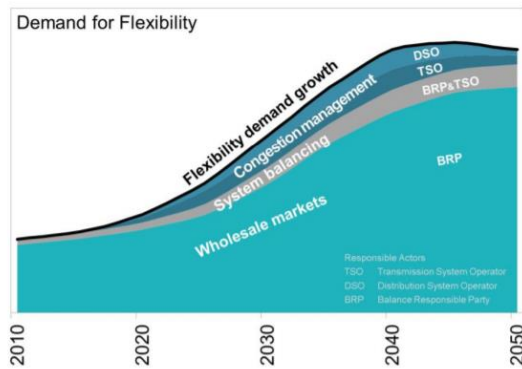 Demand for Flexibility
Flexibility demand growth
DSO
TSO
Congestion management
BRP&TSO
System balancing
BRP
Wholesale markets
Responsible Actors
TSO Transmission System Operator
DSO Distribution System Operator
BRP Balance Responsible Party
2010
2020
2030
2040
2050